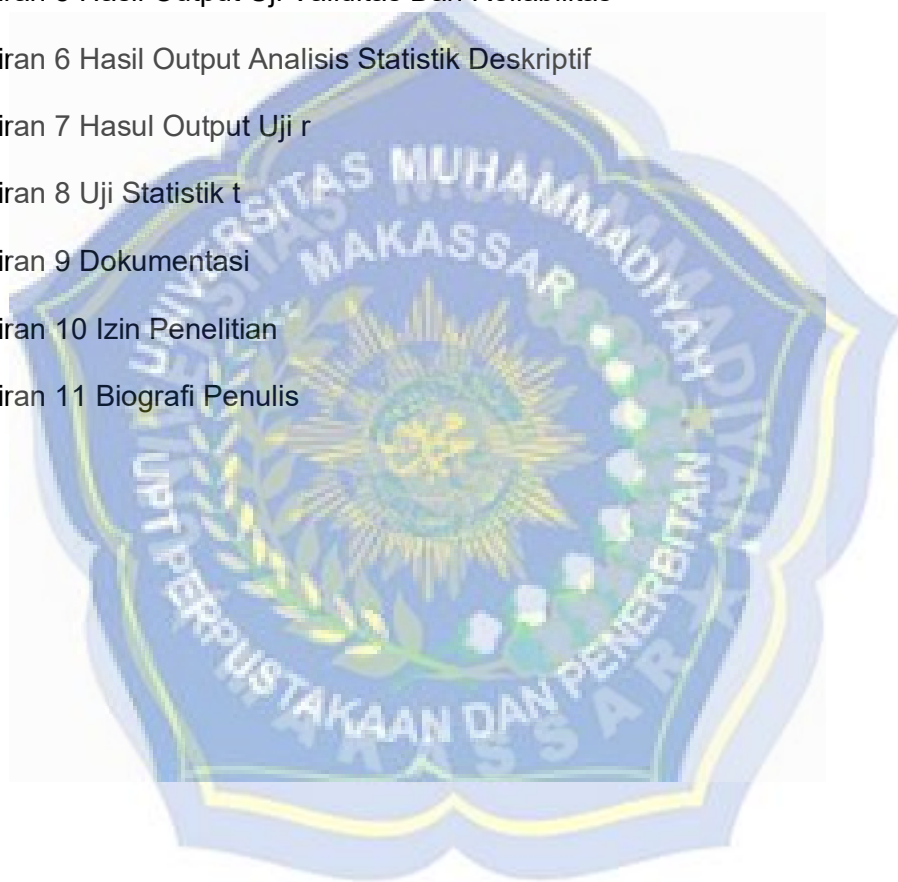 iran 6 Hasil Output Analisis Statistik Deskriptif
iran 7 Hasul Output Uji r
iran 8 Uji Statistik t
iran 9 Dokumentasi
iran 10 Izin Penelitian
iran 11 Biografi Penulis
UNIVERSITAS MUHAMMADIYAH
MAKASSAR
UPT PERPUSTAKAAN DAN PENERBITAN